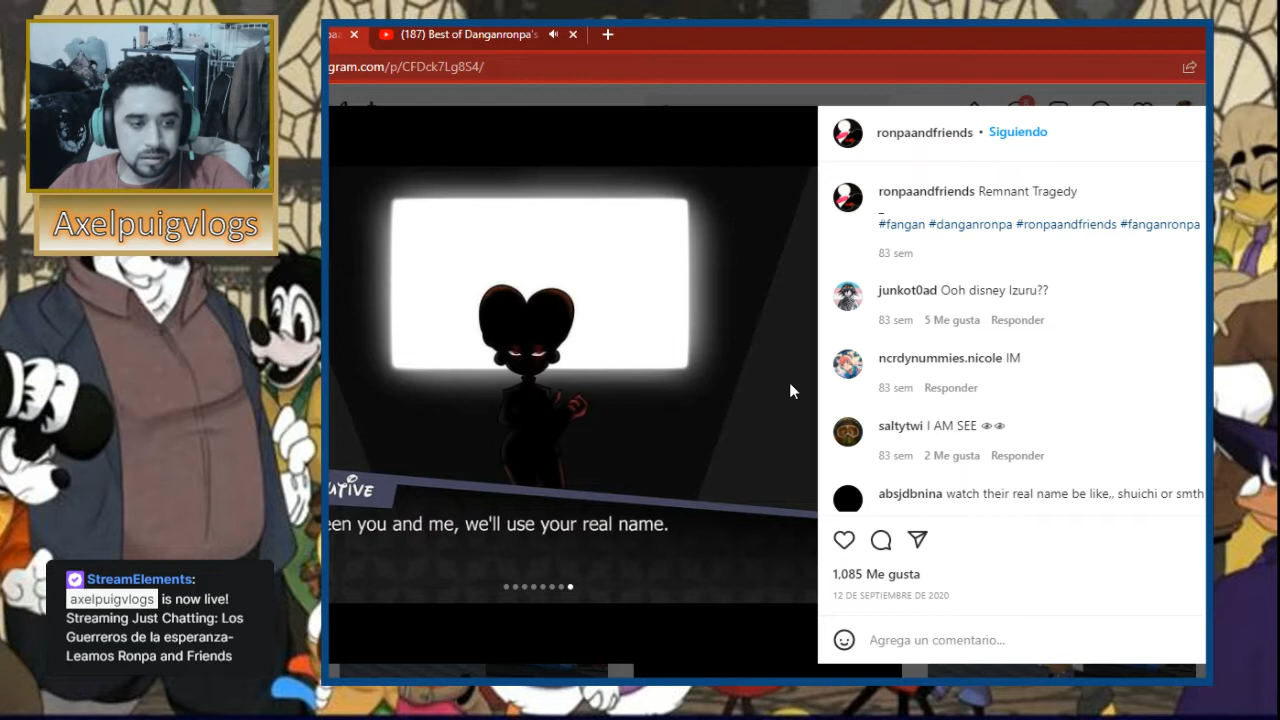 Axelpuigvlogs
StreamElements:
axelpuigvlogs is now live!
Streaming Just Chatting: Los
Guerreros de la esperanza-
Leamos Ronpa and Friends
(187) Best of Danganronpa's
gram.com/p/CFDck7Lg8S4/
ATIVE
een you and me, we'll use your real name.
ronpaandfriends • Siguiendo
ronpaandfriends Remnant Tragedy
_
#fangan #danganronpa #ronpaandfriends #fanganronpa
83 sem
junkot0ad Ooh disney Izuru??
83 sem 5 Me gusta Responder
ncrdynummies.nicole IM
83 sem Responder
saltytwi I AM SEE 👁👁
83 sem 2 Me gusta Responder
absjdbnina watch their real name be like,, shuichi or smth
1,085 Me gusta
12 DE SEPTIEMBRE DE 2020
Agrega un comentario...